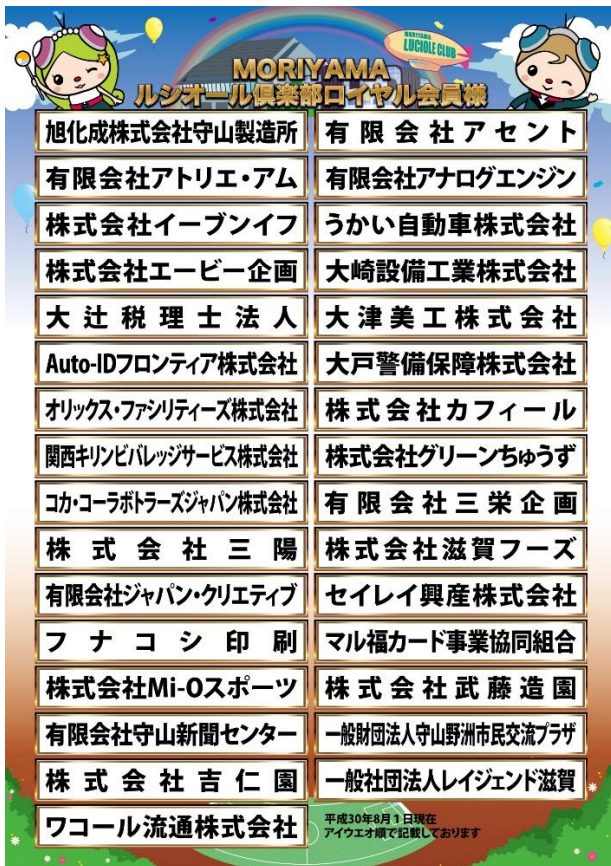 MORIYAMA
LUCIOLE CLUB
MORIYAMA
ルシオール倶楽部ロイヤル会員様
旭化成株式会社守山製造所
有限会社アセント
有限会社アトリエ・アム
有限会社アナログエンジン
株式会社イーブンイフ
うかい自動車株式会社
株式会社エービー企画
大崎設備工業株式会社
大辻税理士法人
大津美工株式会社
Auto-IDフロンティア株式会社
大戸警備保障株式会社
オリックス・ファシリティーズ株式会社
株式会社カフィール
関西キリンビバレッジサービス株式会社
株式会社グリーンちゅうず
コカ・コーラボトラーズジャパン株式会社
有限会社三栄企画
株式会社三陽
株式会社滋賀フーズ
有限会社ジャパン・クリエティブ
セイレイ興産株式会社
フナコシ印刷
マル福カード事業協同組合
株式会社Mi-Oスポーツ
株式会社武藤造園
有限会社守山新聞センター
一般財団法人守山野洲市民交流プラザ
株式会社吉仁園
一般社団法人レイジェンド滋賀
ワコール流通株式会社
平成30年8月1日現在
アイウエオ順で記載しております